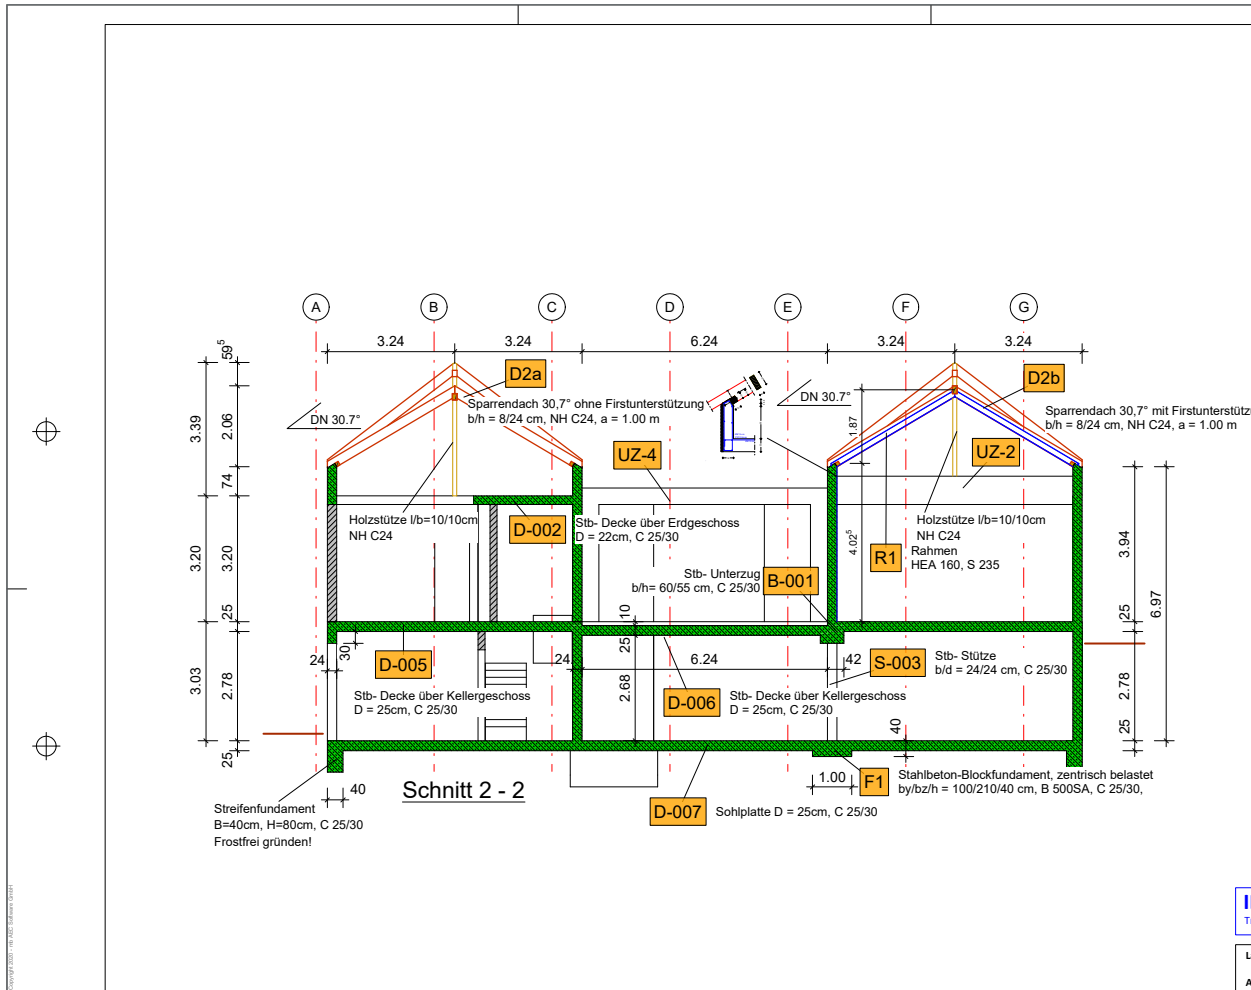 A B C D E F G
3.24 3.24 6.24 3.24 3.24
59⁵
D2a
D2b
Sparrendach 30,7° ohne Firstunterstützung
b/h = 8/24 cm, NH C24, a = 1.00 m
Sparrendach 30,7° mit Firstunterstütz
b/h = 8/24 cm, NH C24, a = 1.00 m
DN 30.7°
DN 30.7°
3.39
2.06
1.87
74
UZ-4
UZ-2
Holzstütze l/b=10/10cm
NH C24
D-002
Stb- Decke über Erdgeschoss
D = 22cm, C 25/30
Holzstütze l/b=10/10cm
NH C24
R1
Rahmen
HEA 160, S 235
4.02⁵
3.20
3.20
3.94
6.97
Stb- Unterzug
b/h= 60/55 cm, C 25/30
B-001
25
10
25
25
24
30
D-005
24
6.24
42
S-003
Stb- Stütze
b/d = 24/24 cm, C 25/30
3.03
2.78
2.68
2.78
Stb- Decke über Kellergeschoss
D = 25cm, C 25/30
D-006
Stb- Decke über Kellergeschoss
D = 25cm, C 25/30
40
25
25
40
Schnitt 2 - 2
1.00
F1
Stahlbeton-Blockfundament, zentrisch belastet
by/bz/h = 100/210/40 cm, B 500SA, C 25/30,
Streifenfundament
B=40cm, H=80cm, C 25/30
Frostfrei gründen!
D-007
Sohlplatte D = 25cm, C 25/30